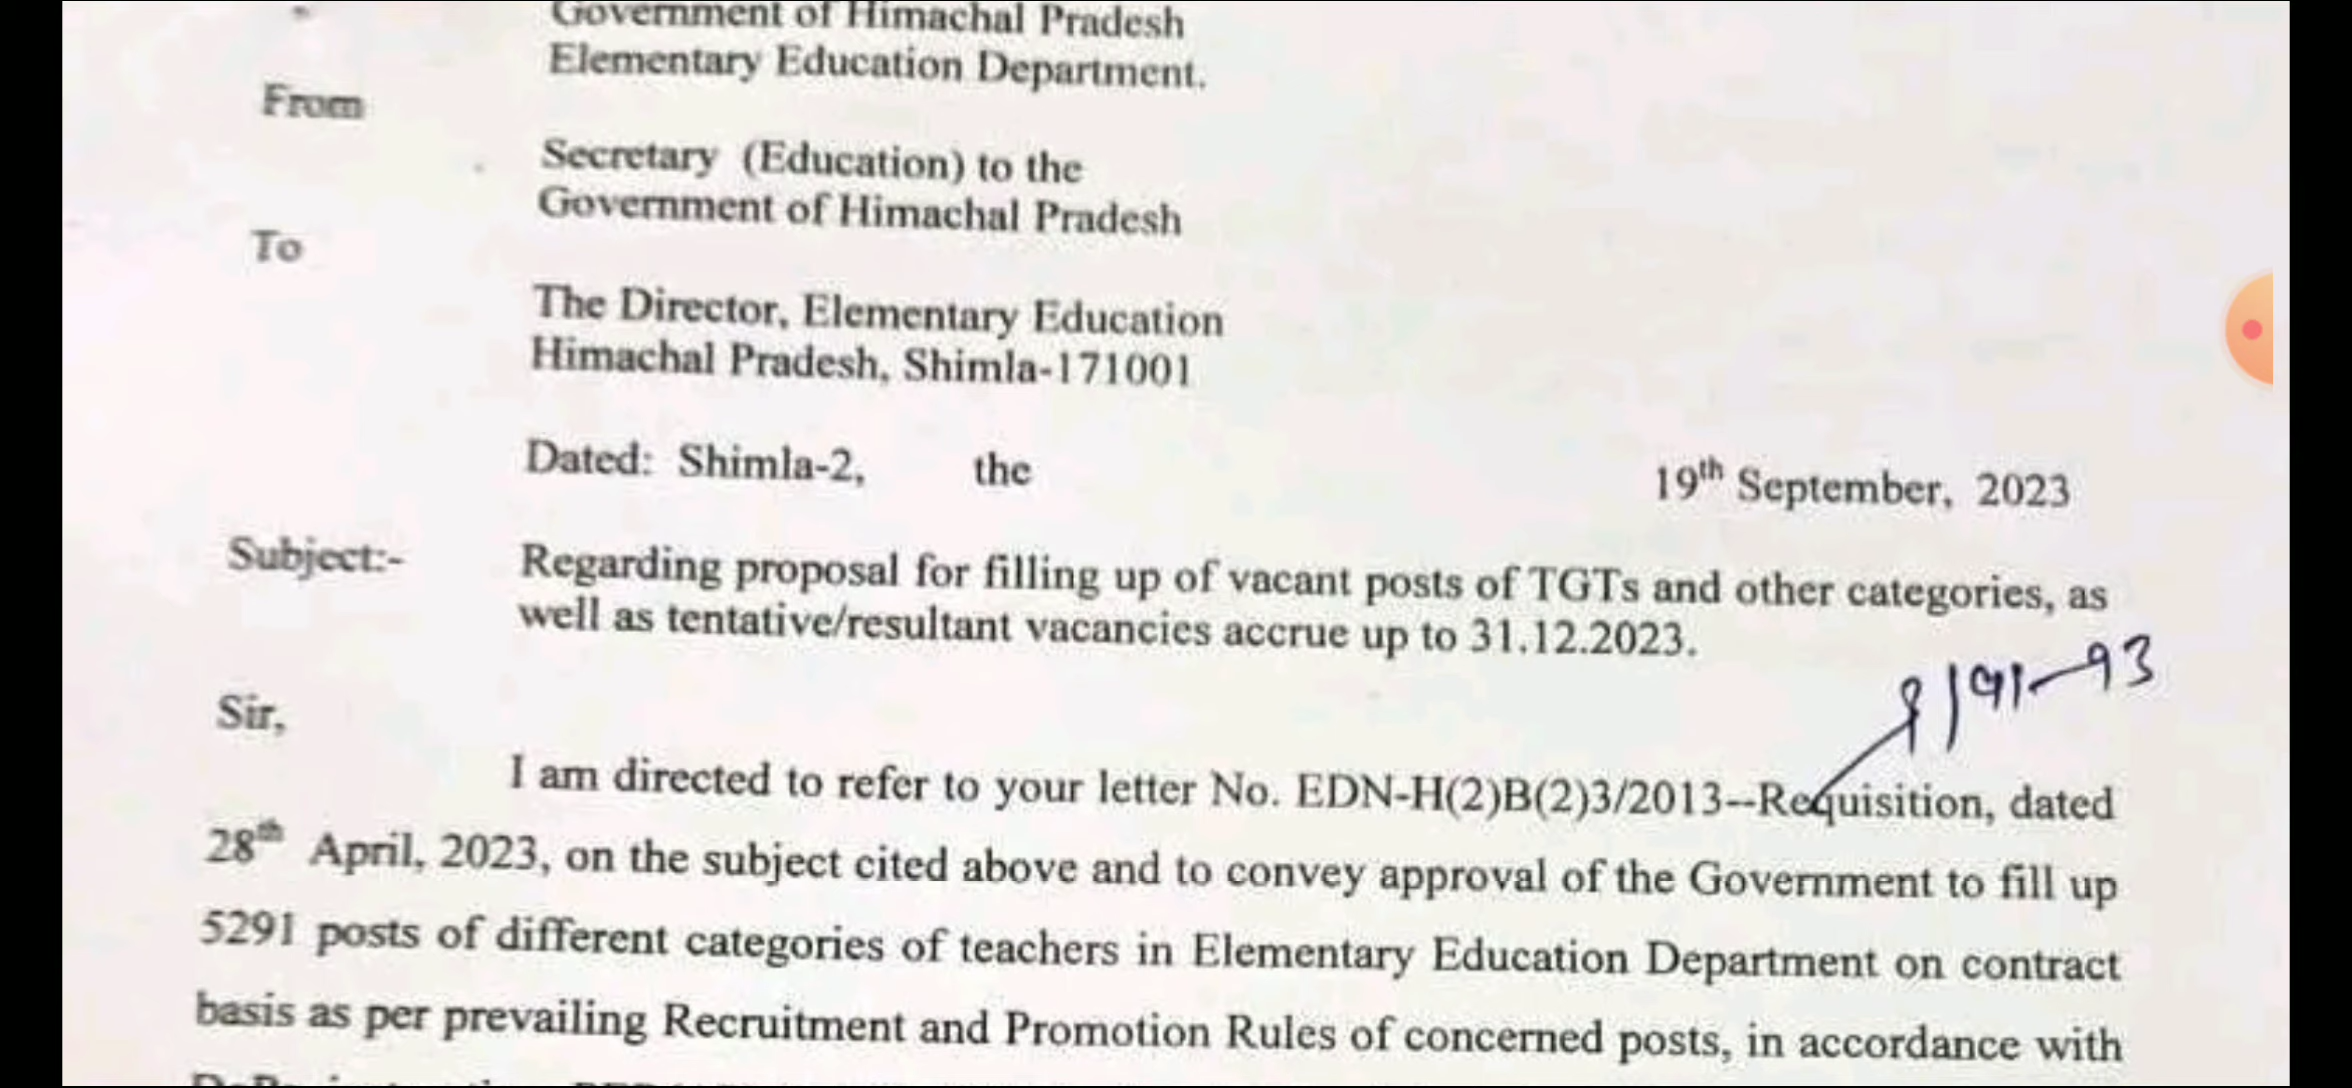 Government of Himachal Pradesh
Elementary Education Department.
From
Secretary (Education) to the
Government of Himachal Pradesh
To
The Director, Elementary Education
Himachal Pradesh, Shimla-171001
Dated: Shimla-2, the 19th September, 2023
Subject:- Regarding proposal for filling up of vacant posts of TGTs and other categories, as
well as tentative/resultant vacancies accrue up to 31.12.2023.
Sir,
I am directed to refer to your letter No. EDN-H(2)B(2)3/2013--Requisition, dated
28th April, 2023, on the subject cited above and to convey approval of the Government to fill up
5291 posts of different categories of teachers in Elementary Education Department on contract
basis as per prevailing Recruitment and Promotion Rules of concerned posts, in accordance with